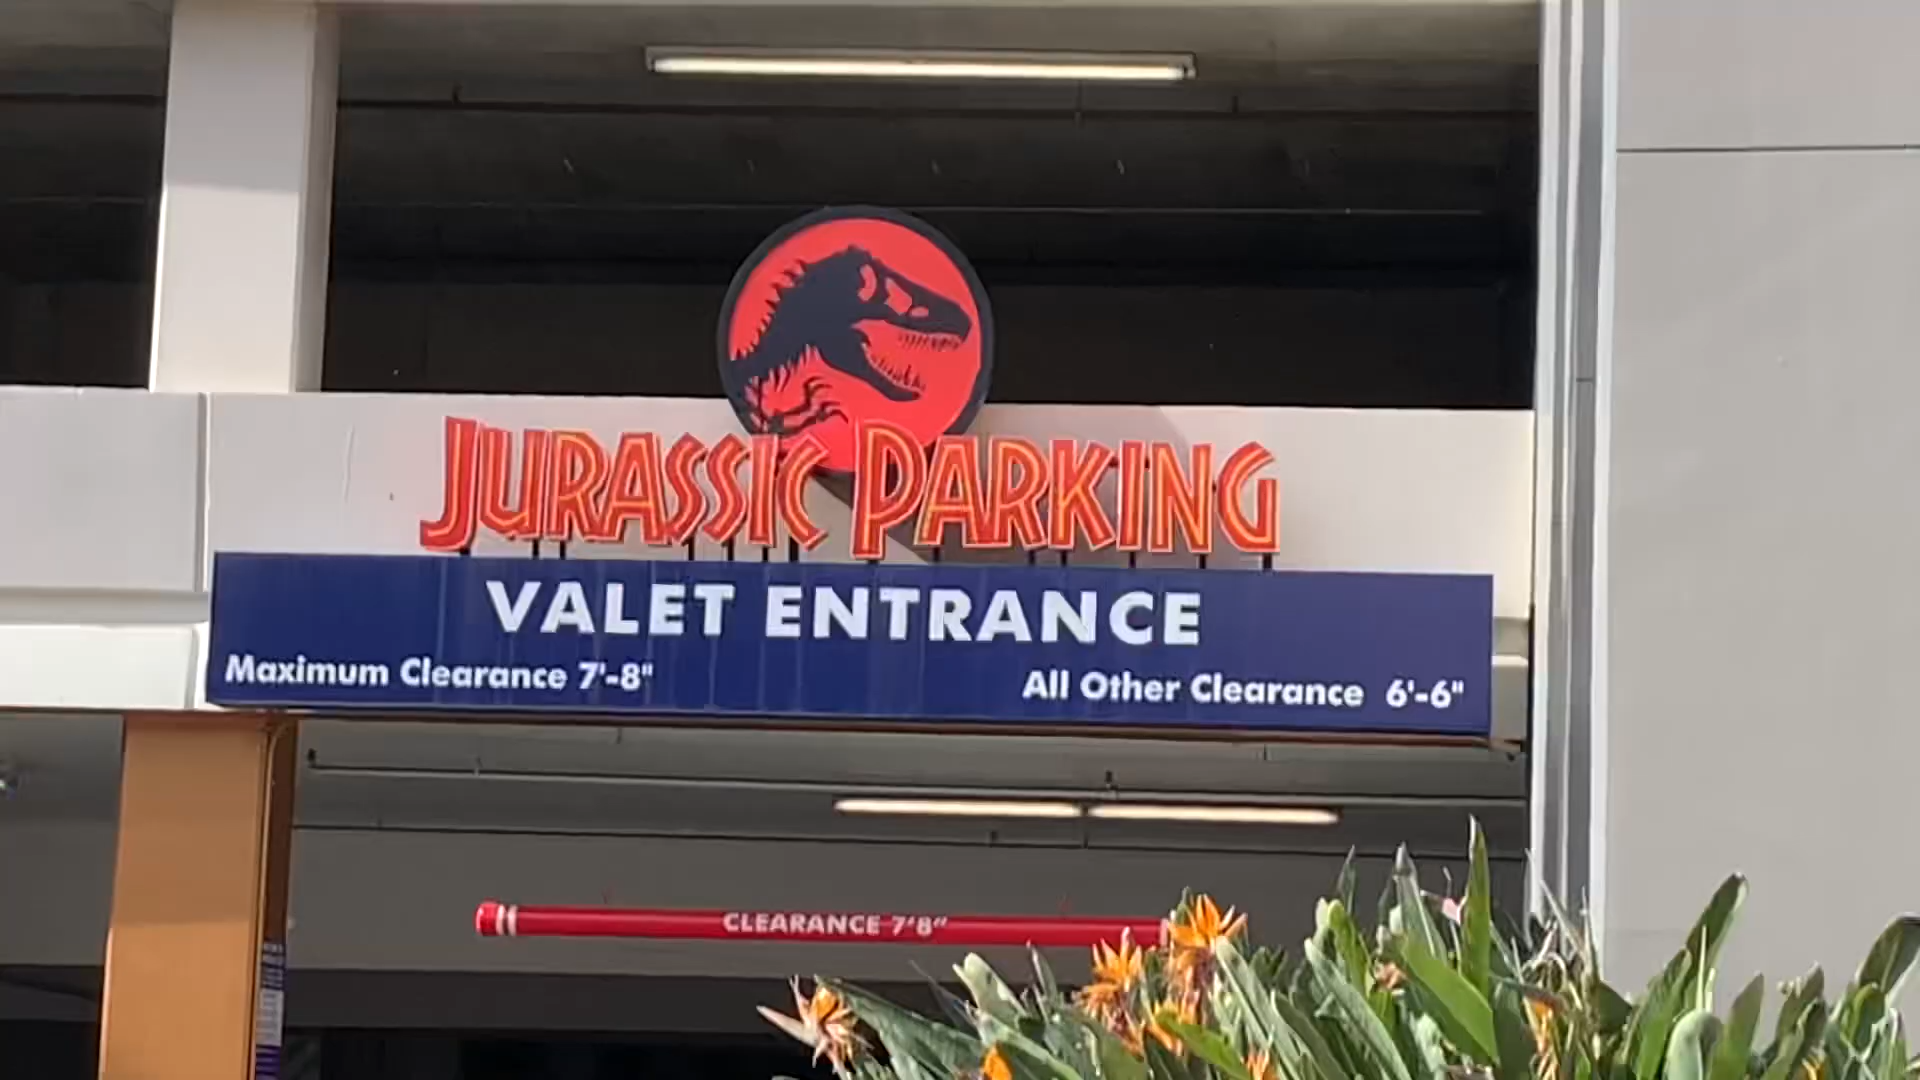 JURASSIC PARKING
VALET ENTRANCE
Maximum Clearance 7'-8"
All Other Clearance 6'-6"
CLEARANCE 7'8"